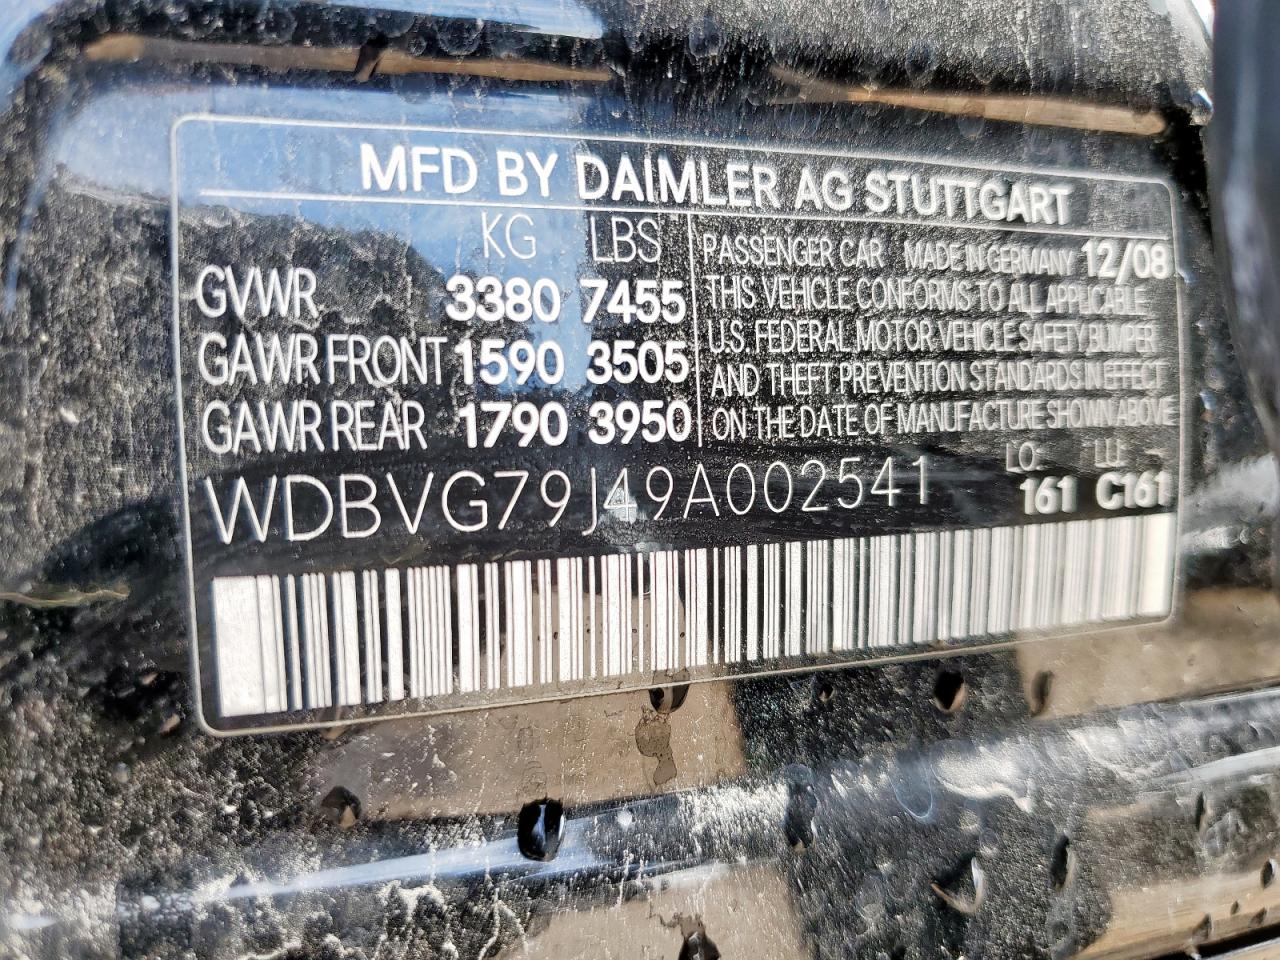 MFD BY DAIMLER AG STUTTGART
KG LBS
GVWR 3380 7455
GAWR FRONT 1590 3505
GAWR REAR 1790 3950
PASSENGER CAR MADE IN GERMANY 12/08
THIS VEHICLE CONFORMS TO ALL APPLICABLE
U.S. FEDERAL MOTOR VEHICLE SAFETY BUMPER
AND THEFT PREVENTION STANDARDS IN EFFECT
ON THE DATE OF MANUFACTURE SHOWN ABOVE
LO: LU -
WDBVG79J49A002541 161 C161